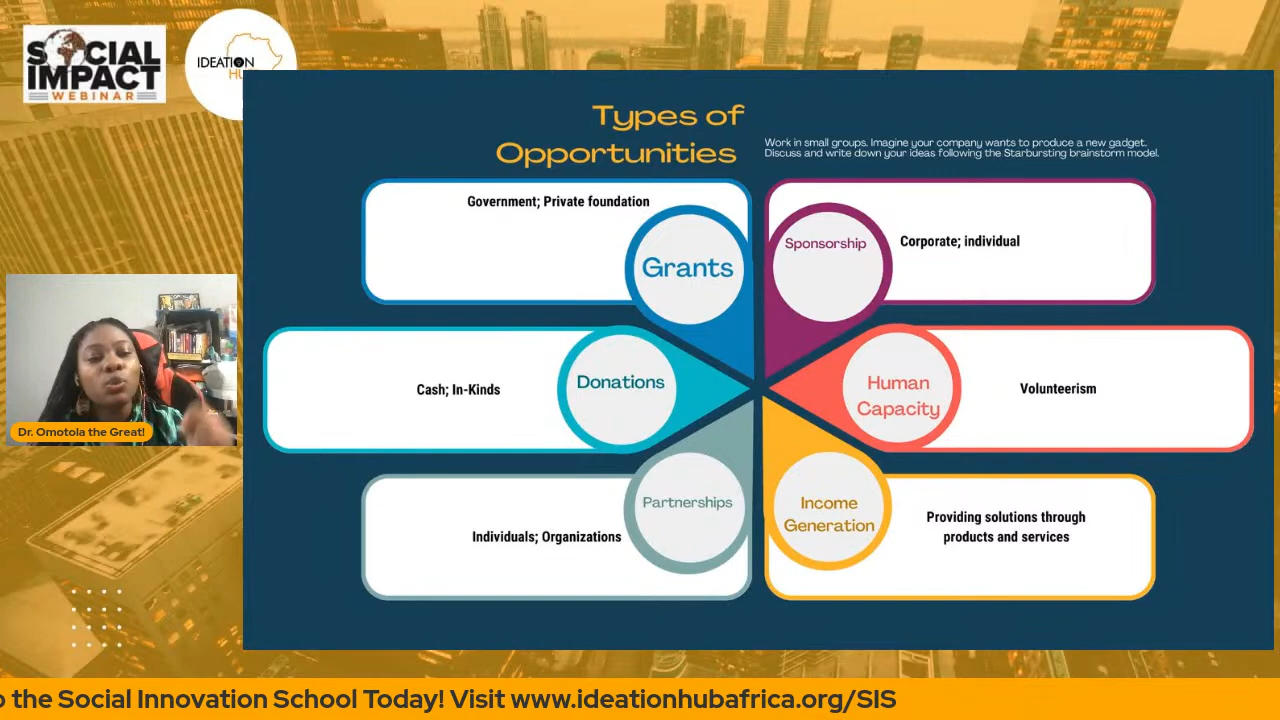 SOCIAL
IMPACT
WEBINAR
IDEATION
HU
Types of
Opportunities
Work in small groups. Imagine your company wants to produce a new gadget.
Discuss and write down your ideas following the Starbursting brainstorm model.
Government; Private foundation
Grants
Sponsorship
Corporate; individual
Cash; In-Kinds
Donations
Human
Capacity
Volunteerism
Individuals; Organizations
Partnerships
Income
Generation
Providing solutions through
products and services
Dr. Omotola the Great!
o the Social Innovation School Today! Visit www.ideationhubafrica.org/SIS